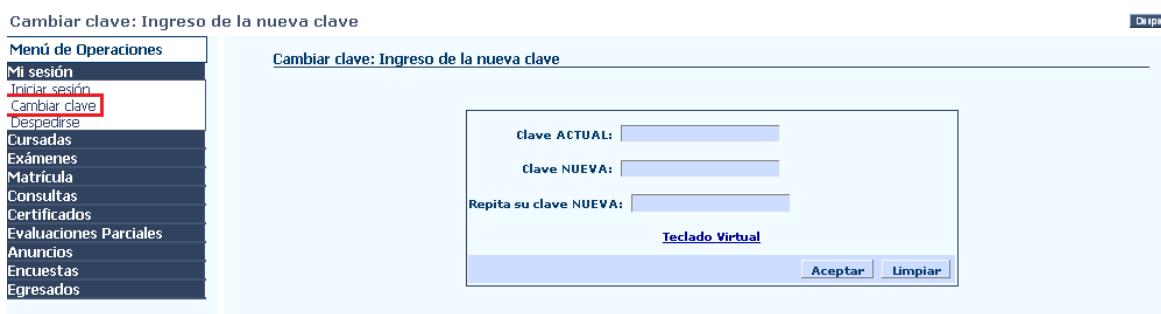 Cambiar clave: Ingreso de la nueva clave
Menú de Operaciones
Mi sesión
Iniciar sesión
Cambiar clave
Despedirse
Cursadas
Exámenes
Matrícula
Consultas
Certificados
Evaluaciones Parciales
Anuncios
Encuestas
Egresados
Cambiar clave: Ingreso de la nueva clave
Clave ACTUAL:
Clave NUEVA:
Repita su clave NUEVA:
Teclado Virtual
Aceptar Limpiar